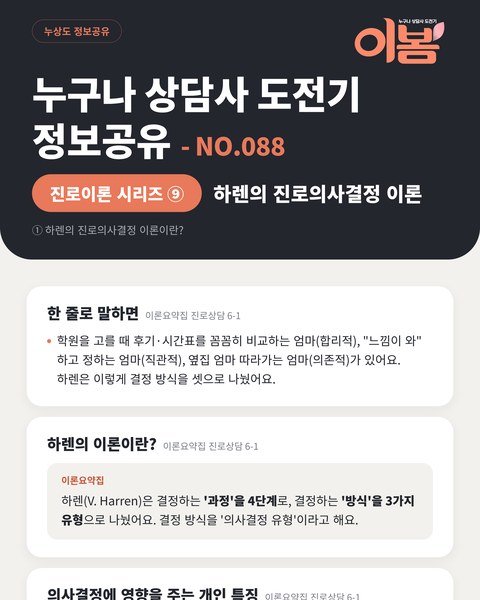 누상도 정보공유
누구나 상담사 도전기
이봄
누구나 상담사 도전기
정보공유 - NO.088
진로이론 시리즈 ⑨ 하렌의 진로의사결정 이론
① 하렌의 진로의사결정 이론이란?
한 줄로 말하면 이론요약집 진로상담 6-1
• 학원을 고를 때 후기·시간표를 꼼꼼히 비교하는 엄마(합리적), "느낌이 와"
하고 정하는 엄마(직관적), 옆집 엄마 따라가는 엄마(의존적)가 있어요.
하렌은 이렇게 결정 방식을 셋으로 나눴어요.
하렌의 이론이란? 이론요약집 진로상담 6-1
이론요약집
하렌(V. Harren)은 결정하는 '과정'을 4단계로, 결정하는 '방식'을 3가지
유형으로 나눴어요. 결정 방식을 '의사결정 유형'이라고 해요.
의사결정에 영향을 주는 개인 특징 이론요약집 진로상담 6-1